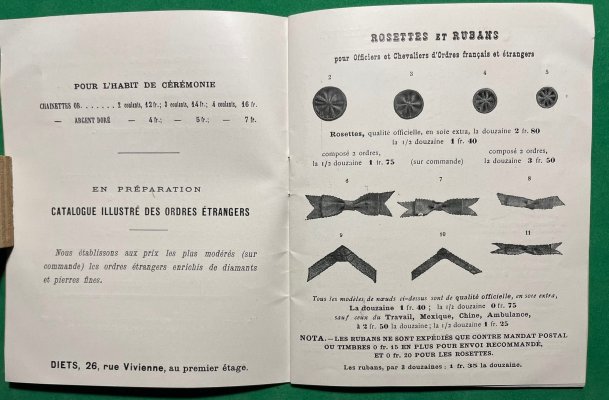 POUR L'HABIT DE CÉRÉMONIE
CHAINETTES OR. . . . . . . 2 coulants, 12 fr.; 3 coulants, 14 fr.; 4 coulants, 16 fr.
— ARGENT DORÉ — 4 fr.; — 5 fr.; — 7 fr.
EN PRÉPARATION
CATALOGUE ILLUSTRÉ DES ORDRES ÉTRANGERS
Nous établissons aux prix les plus modérés (sur
commande) les ordres étrangers enrichis de diamants
et pierres fines.
DIETS, 26, rue Vivienne, au premier étage.
ROSETTES ET RUBANS
pour Officiers et Chevaliers d'Ordres français et étrangers
2 3 4 5
Rosettes, qualité officielle, en soie extra, la douzaine 2 fr. 80
la 1/2 douzaine 1 fr. 40
composé 2 ordres, composé 2 ordres,
la 1/2 douzaine 1 fr. 75 (sur commande) la douzaine 3 fr. 50
6 7 8
9 10 11
Tous les modèles de nœuds ci-dessus sont de qualité officielle, en soie extra,
La douzaine 1 fr. 40 ; la 1/2 douzaine 0 fr. 75
sauf ceux du Travail, Mexique, Chine, Ambulance,
à 2 fr. 50 la douzaine ; la 1/2 douzaine 1 fr. 25
NOTA.—LES RUBANS NE SONT EXPÉDIÉS QUE CONTRE MANDAT POSTAL
OU TIMBRES 0 fr. 15 EN PLUS POUR ENVOI RECOMMANDÉ,
ET 0 fr. 20 POUR LES ROSETTES.
Les rubans, par 2 douzaines : 1 fr. 35 la douzaine.